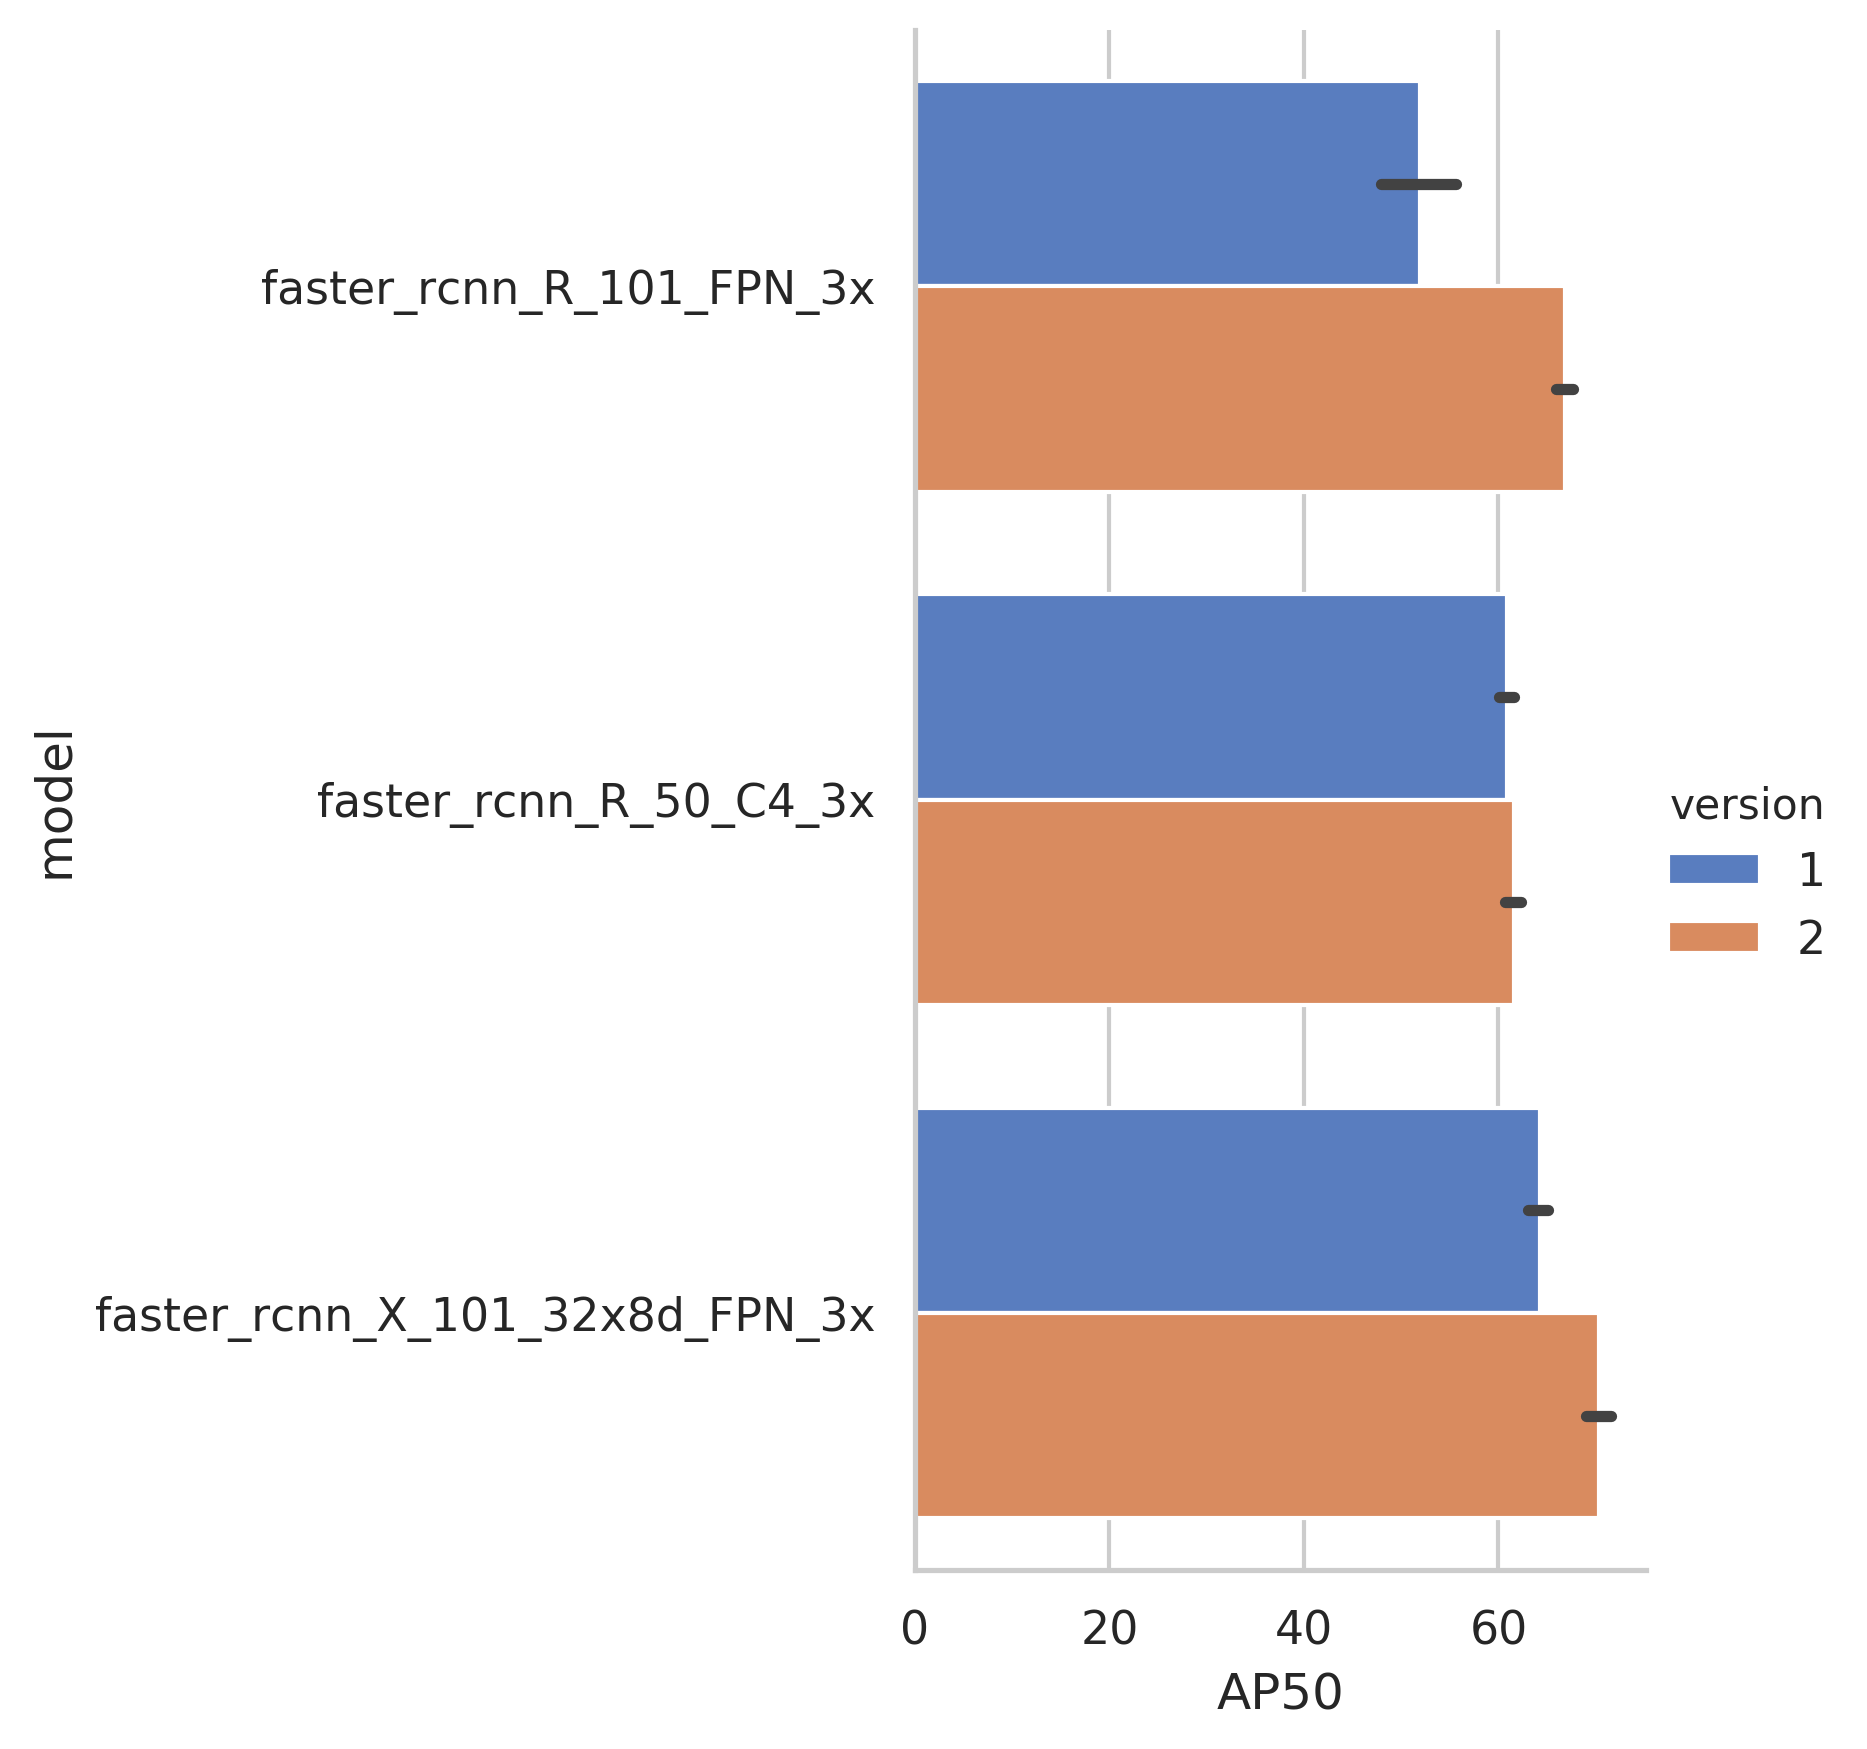 faster_rcnn_R_101_FPN_3x
faster_rcnn_R_50_C4_3x
faster_rcnn_X_101_32x8d_FPN_3x
model
0 20 40 60
AP50
version
1
2